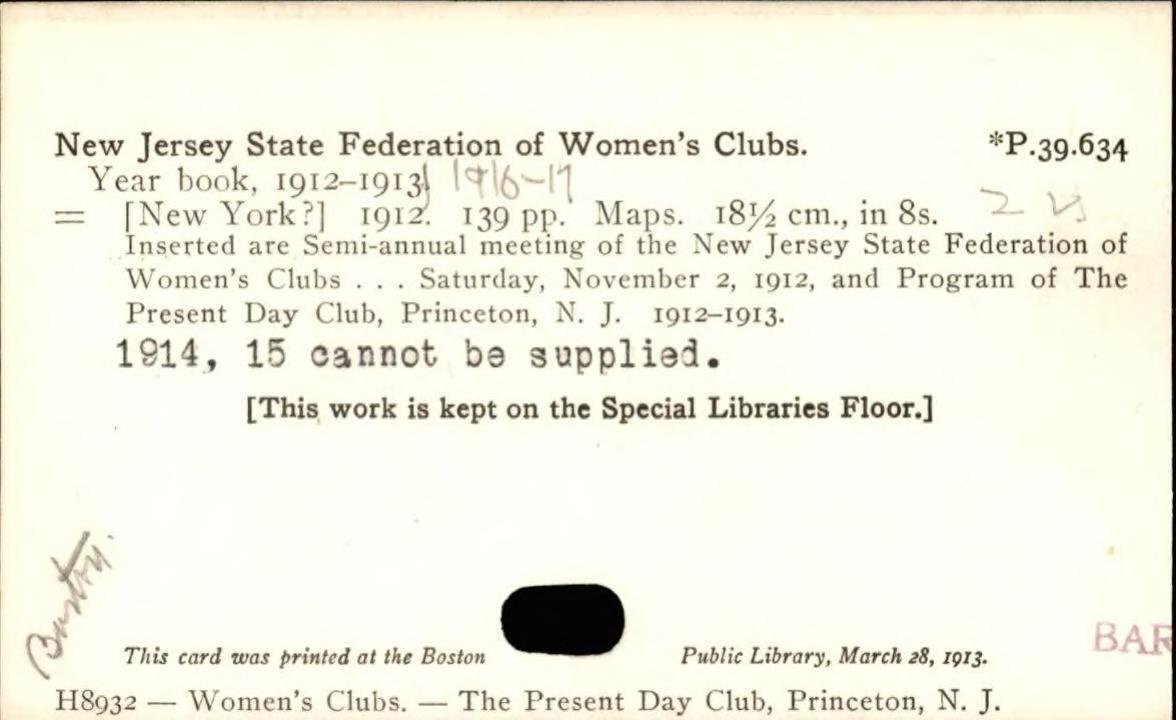 New Jersey State Federation of Women's Clubs. *P.39.634
Year book, 1912–1913, 1916-17
= [New York?] 1912. 139 pp. Maps. 18½ cm., in 8s. 2 vs
Inserted are Semi-annual meeting of the New Jersey State Federation of
Women's Clubs . . . Saturday, November 2, 1912, and Program of The
Present Day Club, Princeton, N. J. 1912–1913.
1914, 15 cannot be supplied.
[This work is kept on the Special Libraries Floor.]
Barton.
BAR
This card was printed at the Boston Public Library, March 28, 1913.
H8932 — Women's Clubs. — The Present Day Club, Princeton, N. J.